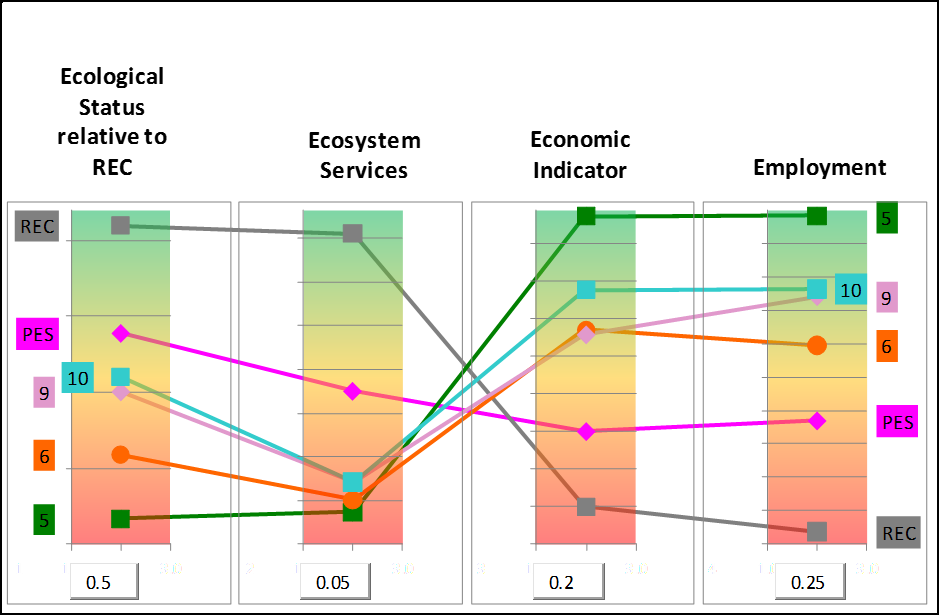 Ecological
Status
relative to
REC
Ecosystem
Services
Economic
Indicator
Employment
REC
PES
10
9
6
5
5
10
9
6
PES
REC
0.5
0.05
0.2
0.25